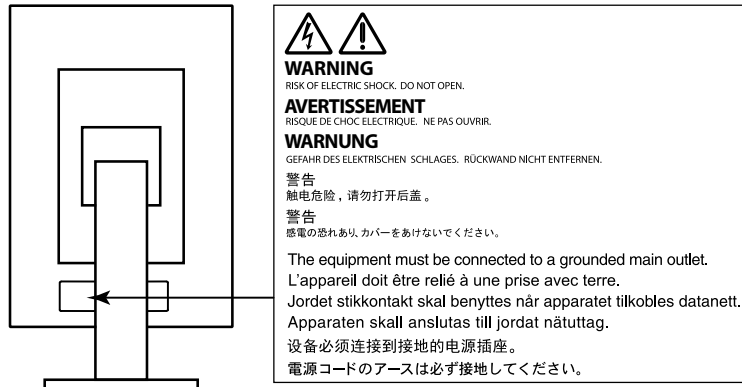 WARNING
RISK OF ELECTRIC SHOCK. DO NOT OPEN.
AVERTISSEMENT
RISQUE DE CHOC ELECTRIQUE. NE PAS OUVRIR.
WARNUNG
GEFAHR DES ELEKTRISCHEN SCHLAGES. RÜCKWAND NICHT ENTFERNEN.
警告
触电危险，请勿打开后盖。
警告
感電の恐れあり、カバーをあけないでください。
The equipment must be connected to a grounded main outlet.
L'appareil doit être relié à une prise avec terre.
Jordet stikkontakt skal benyttes når apparatet tilkobles datanett.
Apparaten skall anslutas till jordat nätuttag.
设备必须连接到接地的电源插座。
電源コードのアースは必ず接地してください。